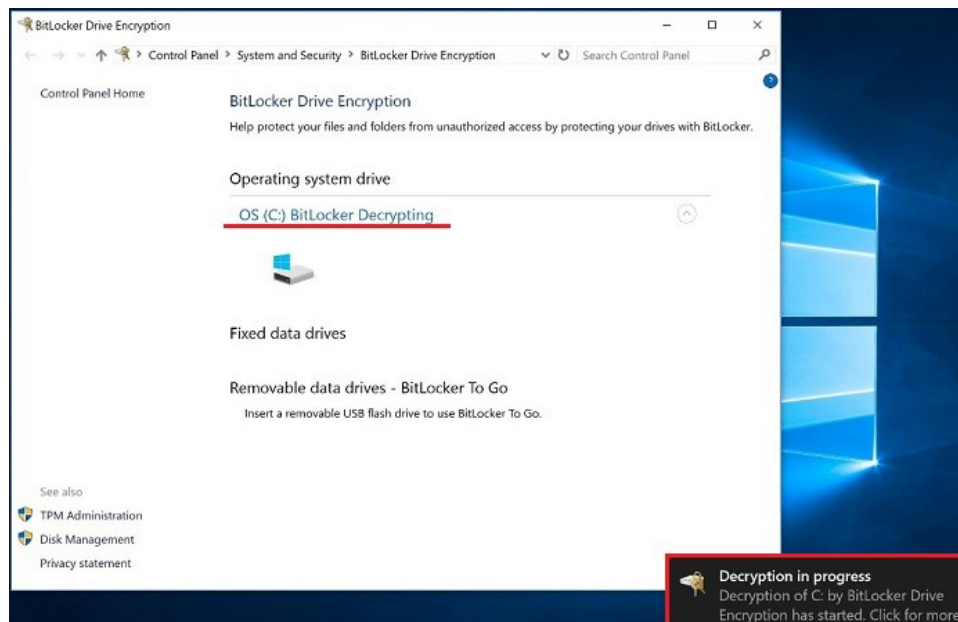 BitLocker Drive Encryption
Control Panel > System and Security > BitLocker Drive Encryption
Search Control Panel
?
Control Panel Home
BitLocker Drive Encryption
Help protect your files and folders from unauthorized access by protecting your drives with BitLocker.
Operating system drive
OS (C:) BitLocker Decrypting
Fixed data drives
Removable data drives - BitLocker To Go
Insert a removable USB flash drive to use BitLocker To Go.
See also
TPM Administration
Disk Management
Privacy statement
Decryption in progress
Decryption of C: by BitLocker Drive
Encryption has started. Click for more